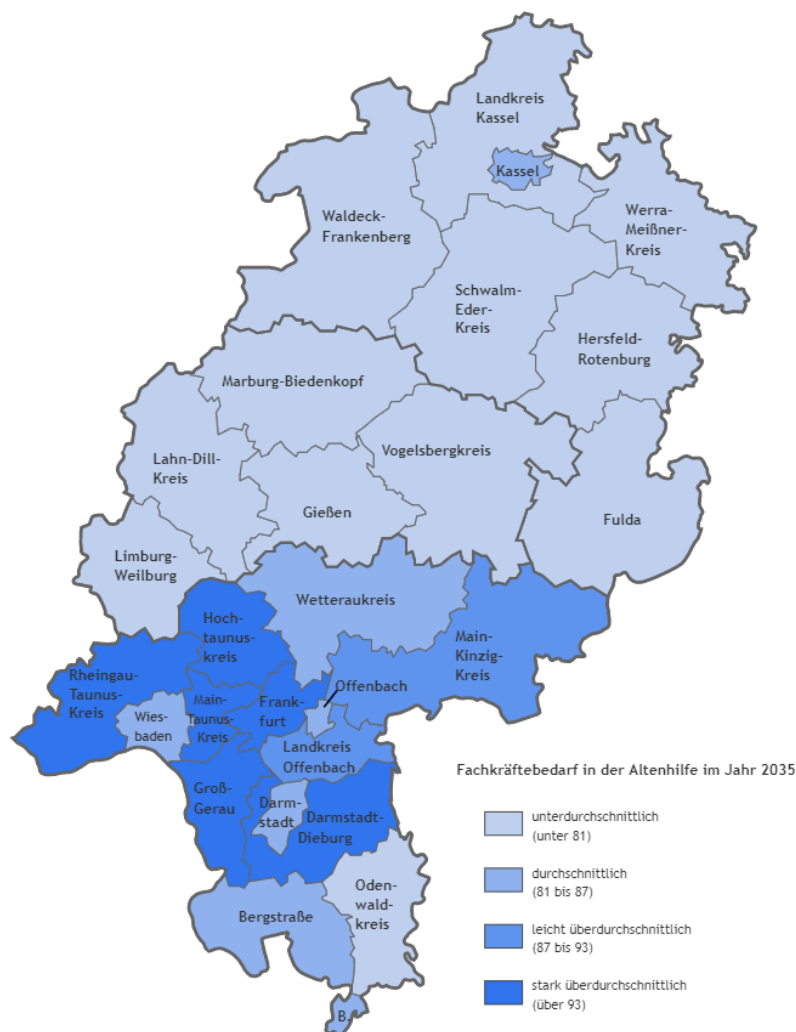 Landkreis
Kassel
Kassel
Waldeck-
Frankenberg
Werra-
Meißner-
Kreis
Schwalm-
Eder-
Kreis
Hersfeld-
Rotenburg
Marburg-Biedenkopf
Vogelsbergkreis
Lahn-Dill-
Kreis
Gießen
Fulda
Limburg-
Weilburg
Wetteraukreis
Hoch-
taunus-
kreis
Main-
Kinzig-
Kreis
Rheingau-
Taunus-
Kreis
Offenbach
Main-
Taunus-
Kreis
Frank-
furt
Wies-
baden
Landkreis
Offenbach
Groß-
Gerau
Darm-
stadt
Darmstadt-
Dieburg
Oden-
wald-
kreis
Bergstraße
B.
Fachkräftebedarf in der Altenhilfe im Jahr 2035
unterdurchschnittlich
(unter 81)
durchschnittlich
(81 bis 87)
leicht überdurchschnittlich
(87 bis 93)
stark überdurchschnittlich
(über 93)